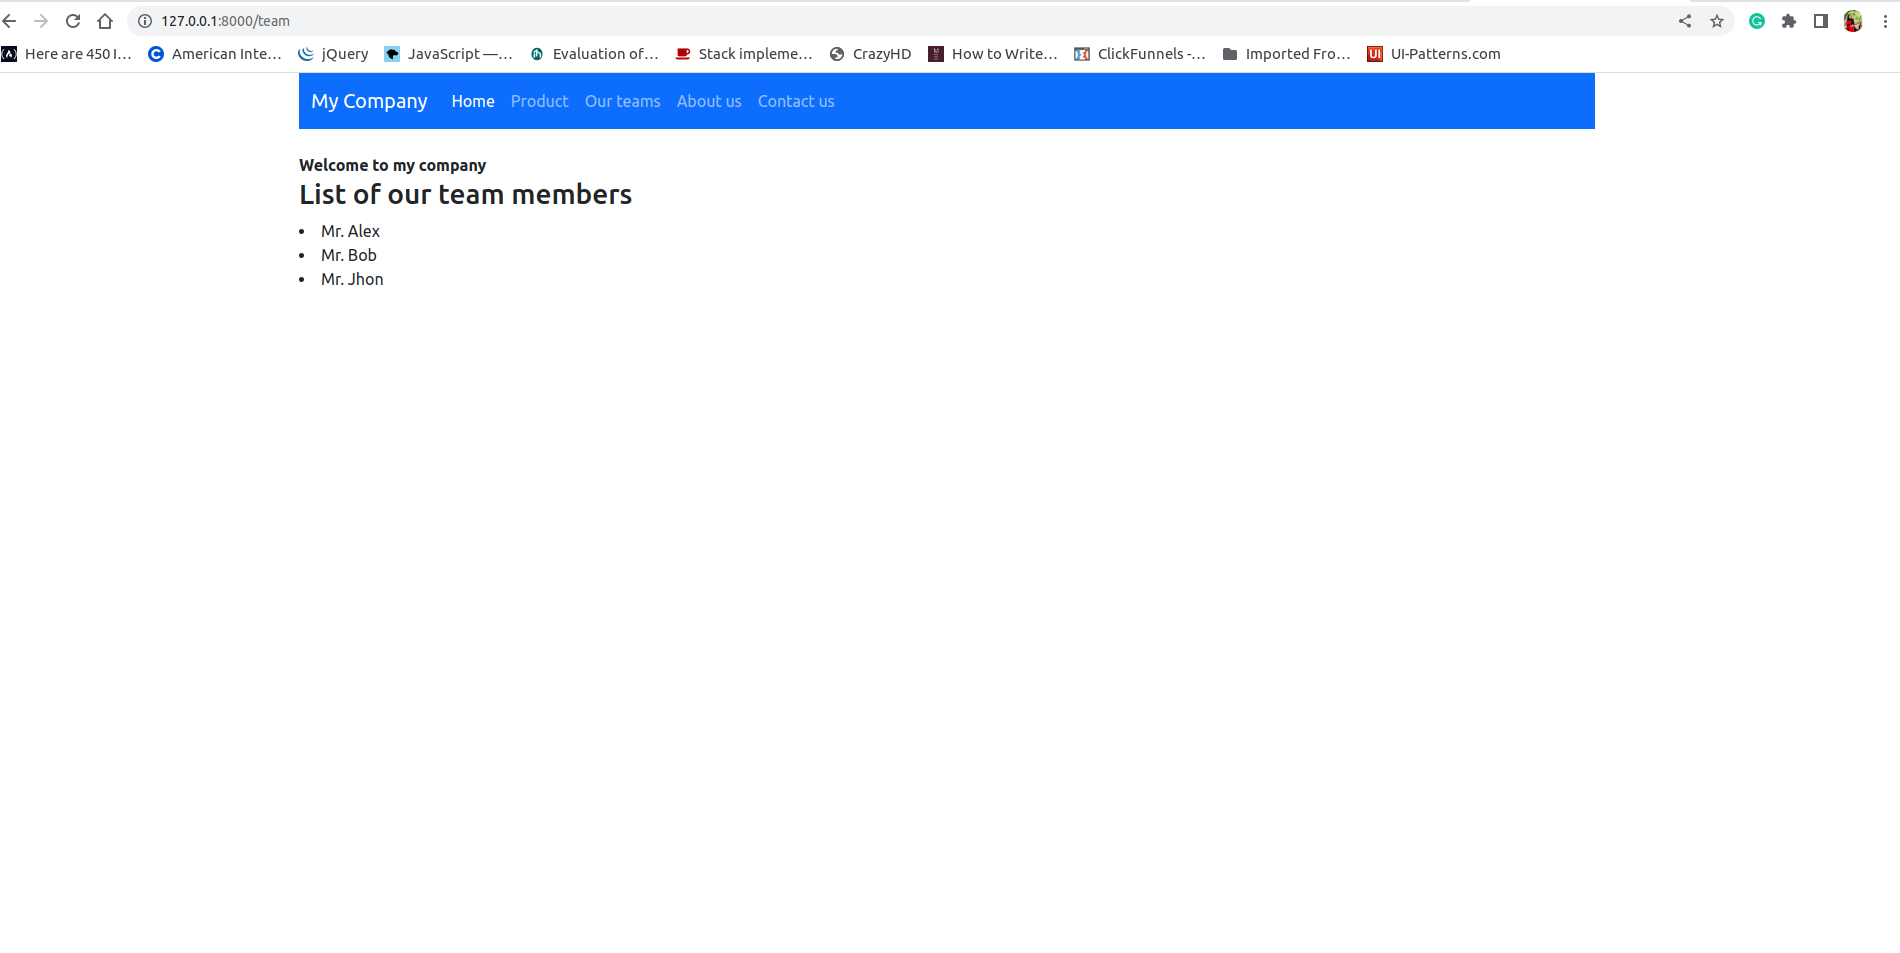 127.0.0.1:8000/team
Here are 450 I... American Inte... jQuery JavaScript —... Evaluation of... Stack impleme... CrazyHD How to Write... ClickFunnels -... Imported Fro... UI-Patterns.com
My Company Home Product Our teams About us Contact us
Welcome to my company
List of our team members
• Mr. Alex
• Mr. Bob
• Mr. Jhon